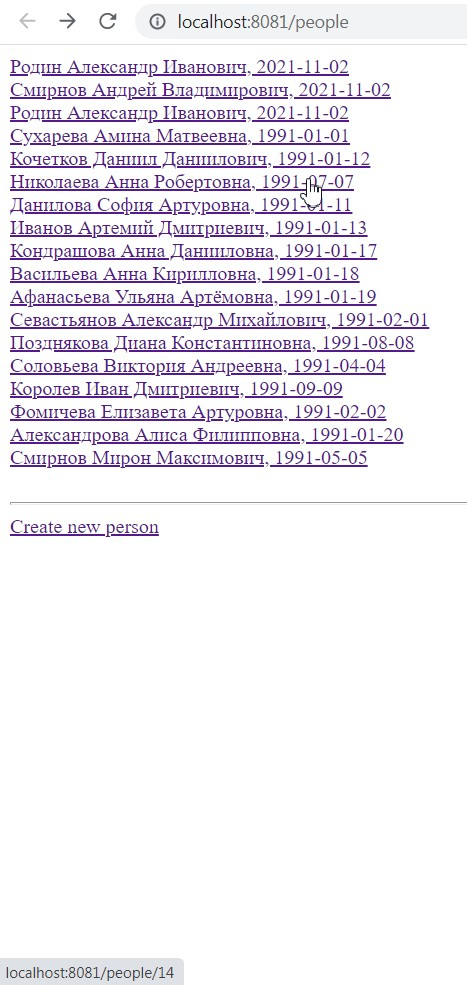 localhost:8081/people
Родин Александр Иванович, 2021-11-02
Смирнов Андрей Владимирович, 2021-11-02
Родин Александр Иванович, 2021-11-02
Сухарева Амина Матвеевна, 1991-01-01
Кочетков Даниил Даниилович, 1991-01-12
Николаева Анна Робертовна, 1991-07-07
Данилова София Артуровна, 1991-01-11
Иванов Артемий Дмитриевич, 1991-01-13
Кондрашова Анна Данииловна, 1991-01-17
Васильева Анна Кирилловна, 1991-01-18
Афанасьева Ульяна Артёмовна, 1991-01-19
Севастьянов Александр Михайлович, 1991-02-01
Позднякова Диана Константиновна, 1991-08-08
Соловьева Виктория Андреевна, 1991-04-04
Королев Иван Дмитриевич, 1991-09-09
Фомичева Елизавета Артуровна, 1991-02-02
Александрова Алиса Филипповна, 1991-01-20
Смирнов Мирон Максимович, 1991-05-05
Create new person
localhost:8081/people/14